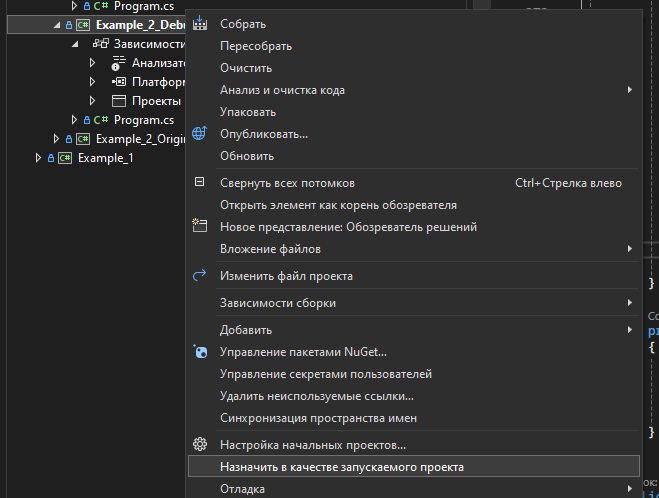 Program.cs
C# Example_2_Deb
Зависимости
Анализат
Платфор
Проекты
C# Program.cs
C# Example_2_Origin
C# Example_1
Собрать
Пересобрать
Очистить
Анализ и очистка кода
Упаковать
Опубликовать...
Обновить
Свернуть всех потомков Ctrl+Стрелка влево
Открыть элемент как корень обозревателя
Новое представление: Обозреватель решений
Вложение файлов
Изменить файл проекта
Зависимости сборки
Добавить
Управление пакетами NuGet...
Управление секретами пользователей
Удалить неиспользуемые ссылки...
Синхронизация пространства имен
Настройка начальных проектов...
Назначить в качестве запускаемого проекта
Отладка
}
{
}